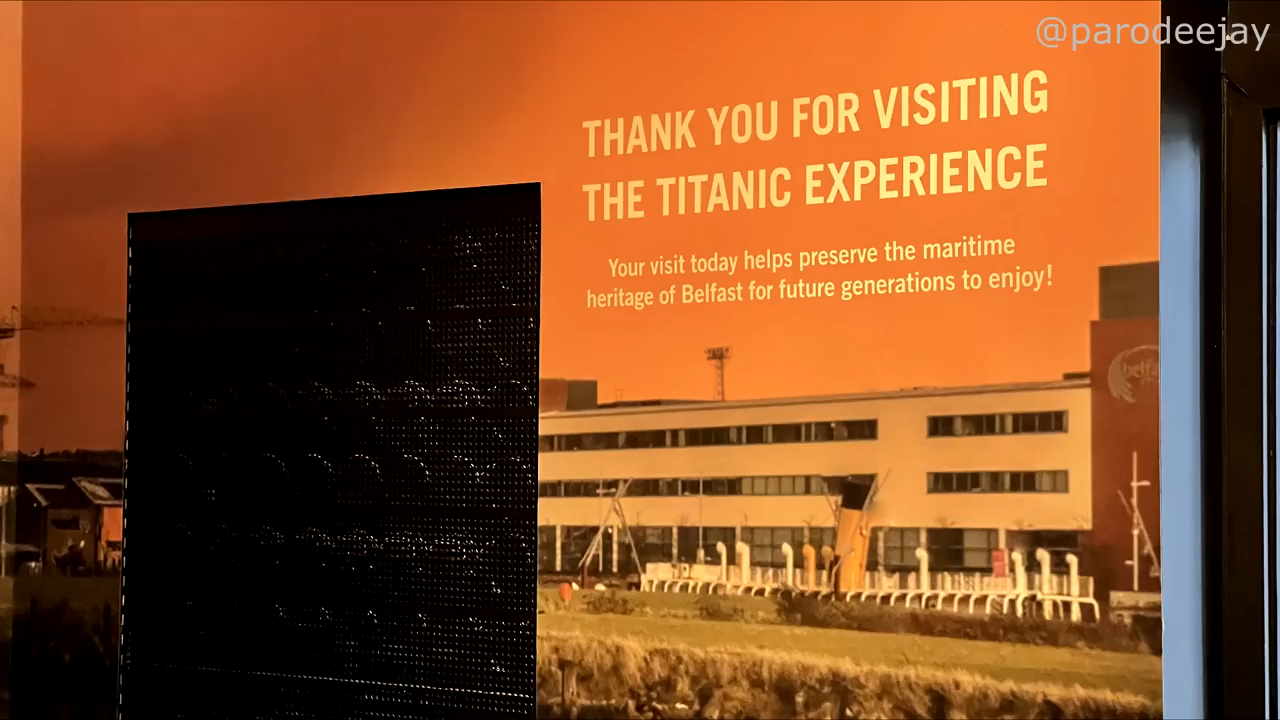 @parodeejay
THANK YOU FOR VISITING
THE TITANIC EXPERIENCE
Your visit today helps preserve the maritime
heritage of Belfast for future generations to enjoy!